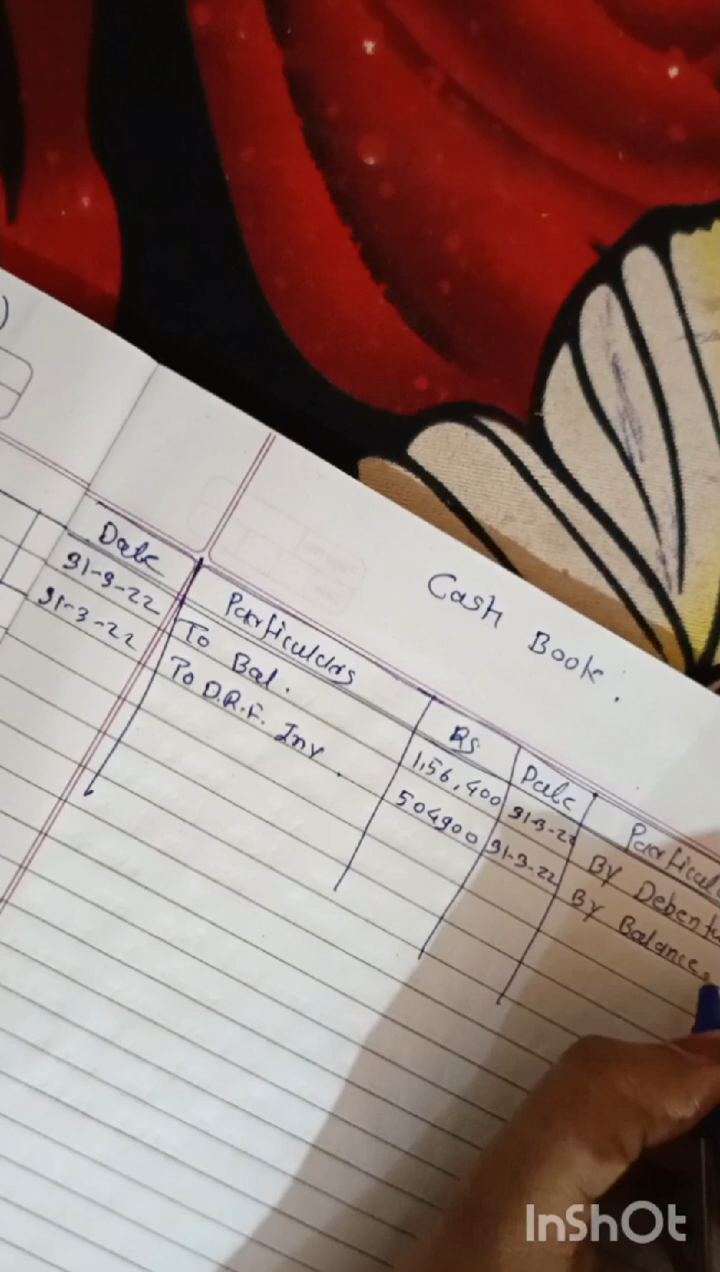 Cash Book.
Date Particulars Rs Date
31-3-22 To Bal. 1,56,400 31-3-22 By
31-3-22 To D.R.F. Inv. 504900 31-3-22 By Balance
InShOt